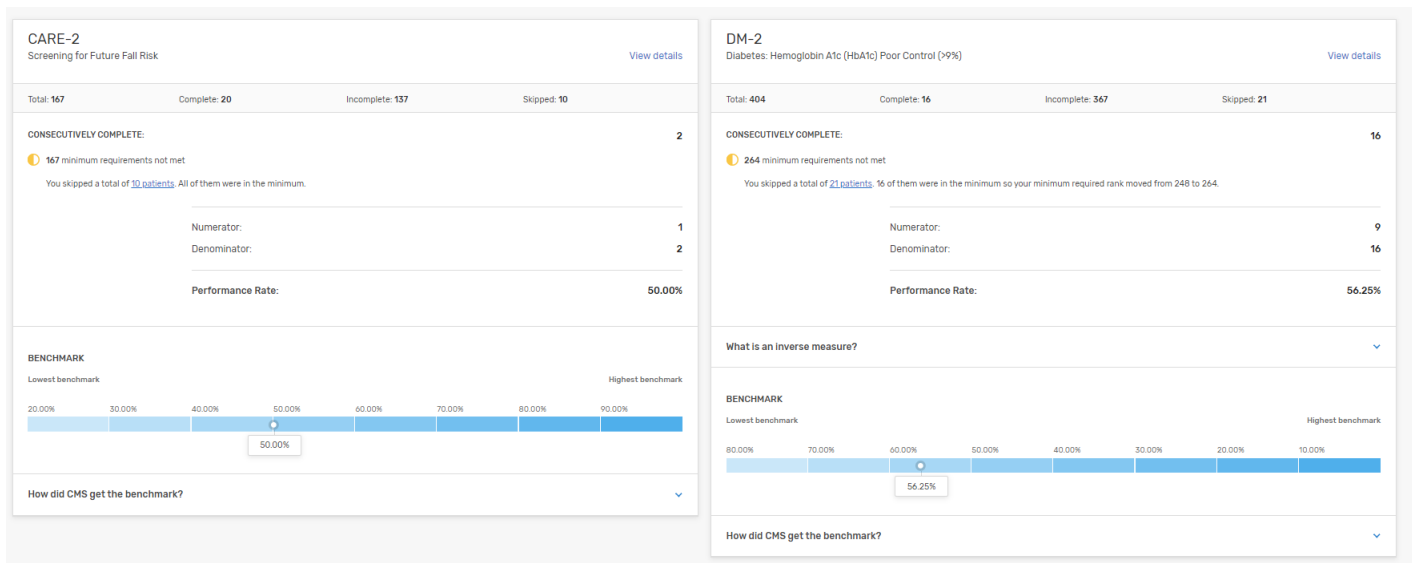 CARE-2
Screening for Future Fall Risk
View details
Total: 167 Complete: 20 Incomplete: 137 Skipped: 10
CONSECUTIVELY COMPLETE: 2
167 minimum requirements not met
You skipped a total of 10 patients. All of them were in the minimum.
Numerator: 1
Denominator: 2
Performance Rate: 50.00%
BENCHMARK
Lowest benchmark Highest benchmark
20.00% 30.00% 40.00% 50.00% 60.00% 70.00% 80.00% 90.00%
50.00%
How did CMS get the benchmark?
DM-2
Diabetes: Hemoglobin A1c (HbA1c) Poor Control (>9%)
View details
Total: 404 Complete: 16 Incomplete: 367 Skipped: 21
CONSECUTIVELY COMPLETE: 16
264 minimum requirements not met
You skipped a total of 21 patients. 16 of them were in the minimum so your minimum required rank moved from 248 to 264.
Numerator: 9
Denominator: 16
Performance Rate: 56.25%
What is an inverse measure?
BENCHMARK
Lowest benchmark Highest benchmark
80.00% 70.00% 60.00% 50.00% 40.00% 30.00% 20.00% 10.00%
56.25%
How did CMS get the benchmark?